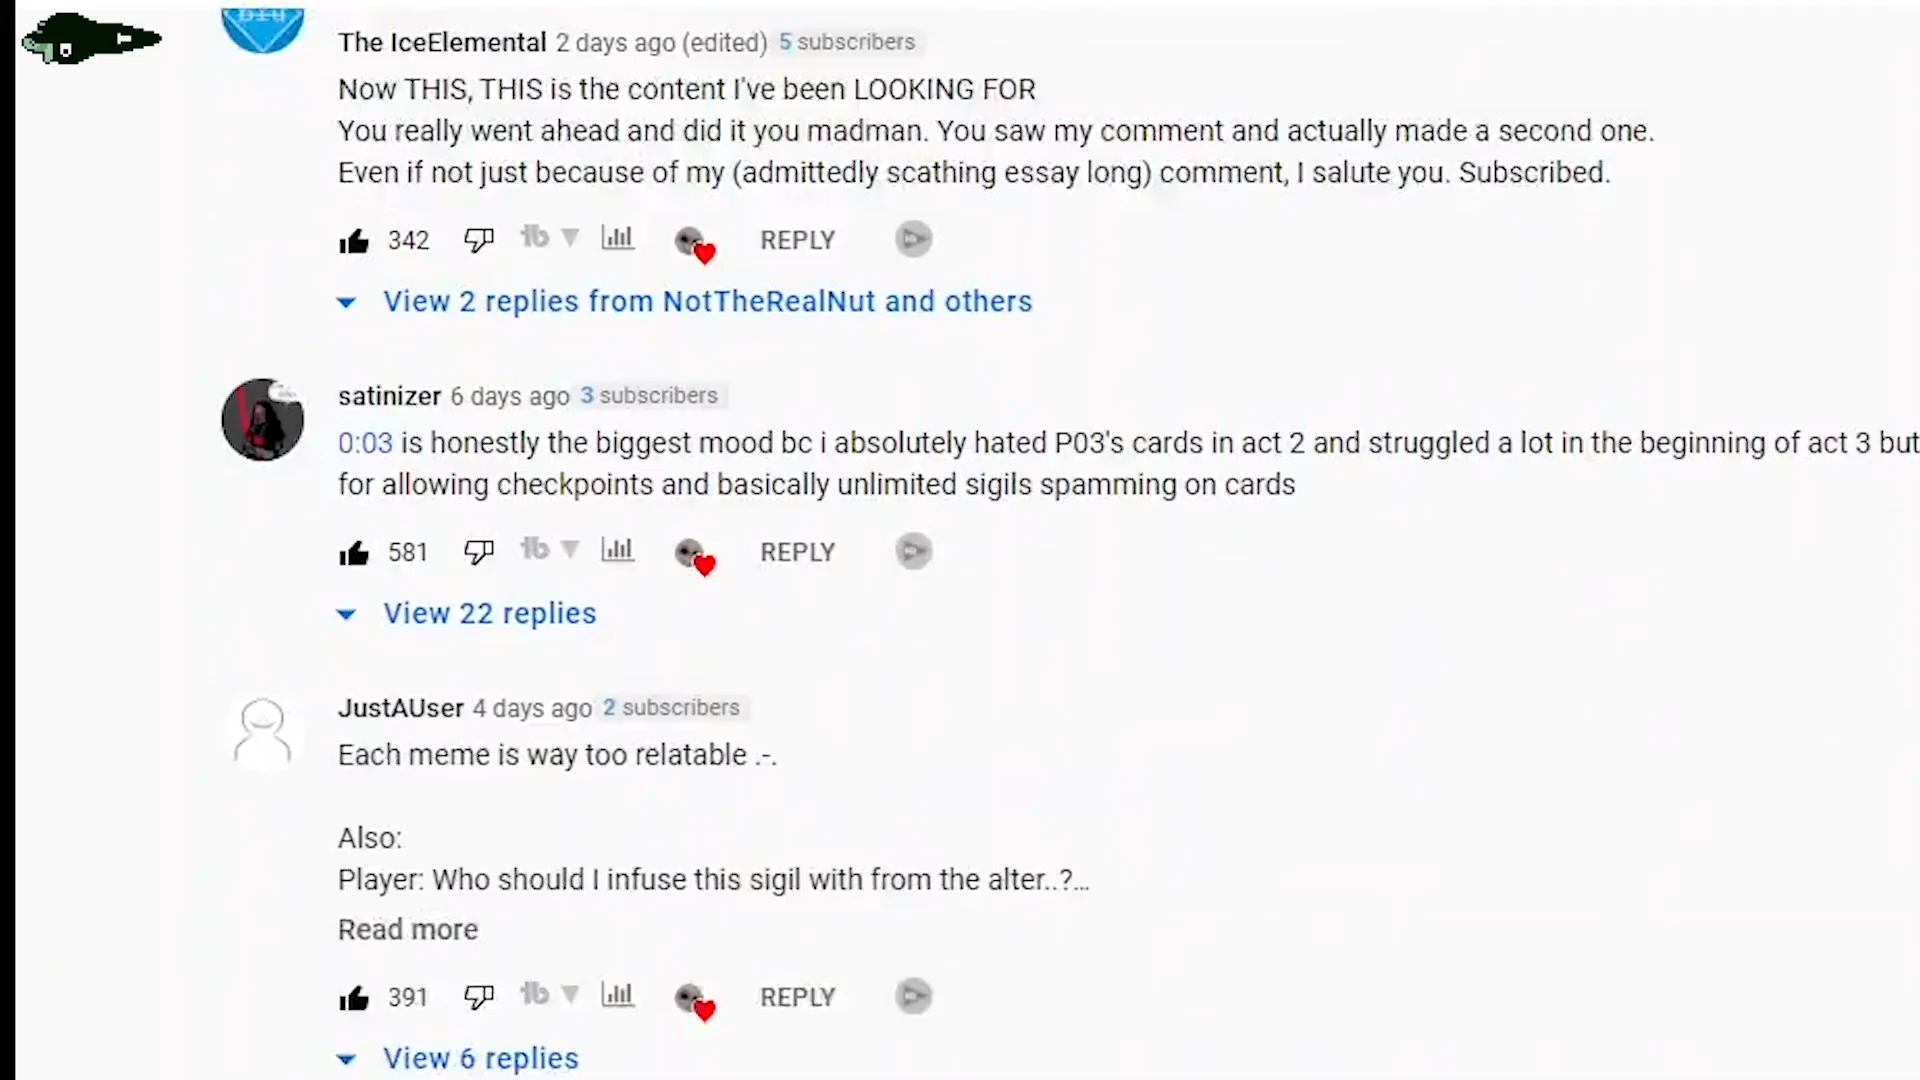 The IceElemental 2 days ago (edited) 5 subscribers
Now THIS, THIS is the content I've been LOOKING FOR
You really went ahead and did it you madman. You saw my comment and actually made a second one.
Even if not just because of my (admittedly scathing essay long) comment, I salute you. Subscribed.
342 REPLY
View 2 replies from NotTheRealNut and others
satinizer 6 days ago 3 subscribers
0:03 is honestly the biggest mood bc i absolutely hated P03's cards in act 2 and struggled a lot in the beginning of act 3 but
for allowing checkpoints and basically unlimited sigils spamming on cards
581 REPLY
View 22 replies
JustAUser 4 days ago 2 subscribers
Each meme is way too relatable .-.
Also:
Player: Who should I infuse this sigil with from the alter..?...
Read more
391 REPLY
View 6 replies